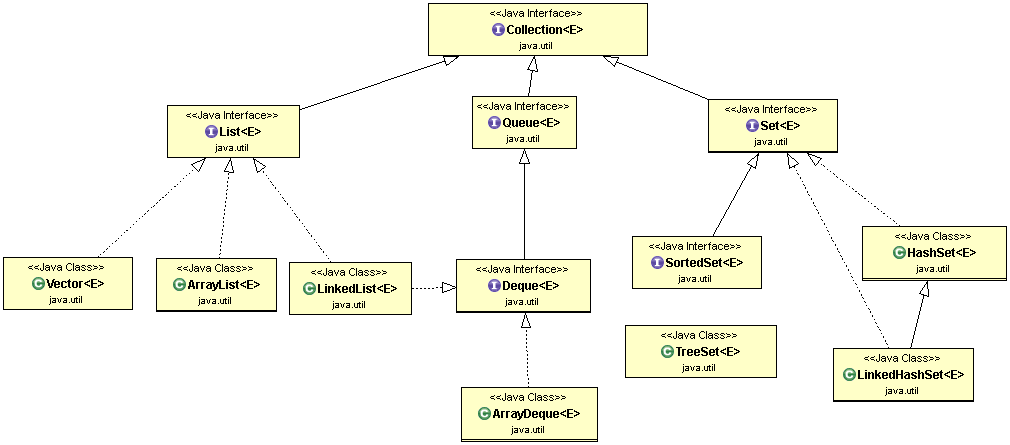 <<Java Interface>>
Collection<E>
java.util
<<Java Interface>>
List<E>
java.util
<<Java Interface>>
Queue<E>
java.util
<<Java Interface>>
Set<E>
java.util
<<Java Class>>
Vector<E>
java.util
<<Java Class>>
ArrayList<E>
java.util
<<Java Class>>
LinkedList<E>
java.util
<<Java Interface>>
Deque<E>
java.util
<<Java Interface>>
SortedSet<E>
java.util
<<Java Class>>
HashSet<E>
java.util
<<Java Class>>
TreeSet<E>
java.util
<<Java Class>>
LinkedHashSet<E>
java.util
<<Java Class>>
ArrayDeque<E>
java.util